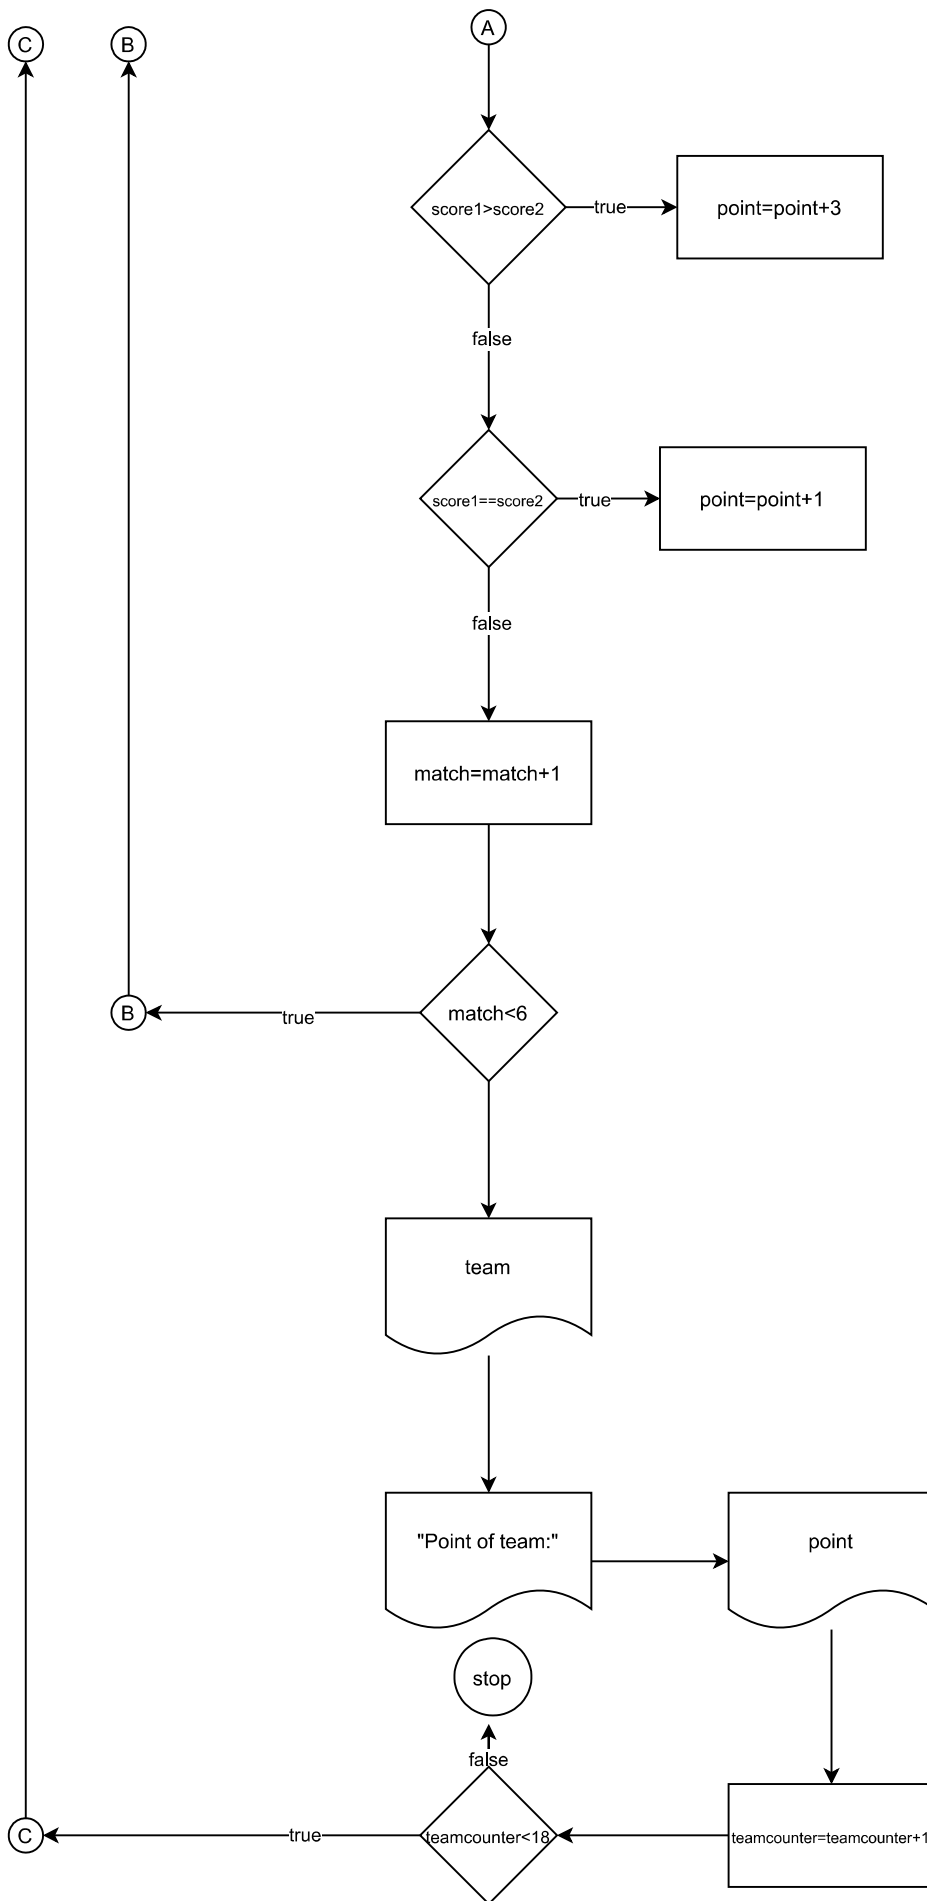 A
C
B
score1>score2
true
point=point+3
false
score1==score2
true
point=point+1
false
match=match+1
match<6
true
B
team
"Point of team:"
point
stop
false
teamcounter<18
true
C
teamcounter=teamcounter+1